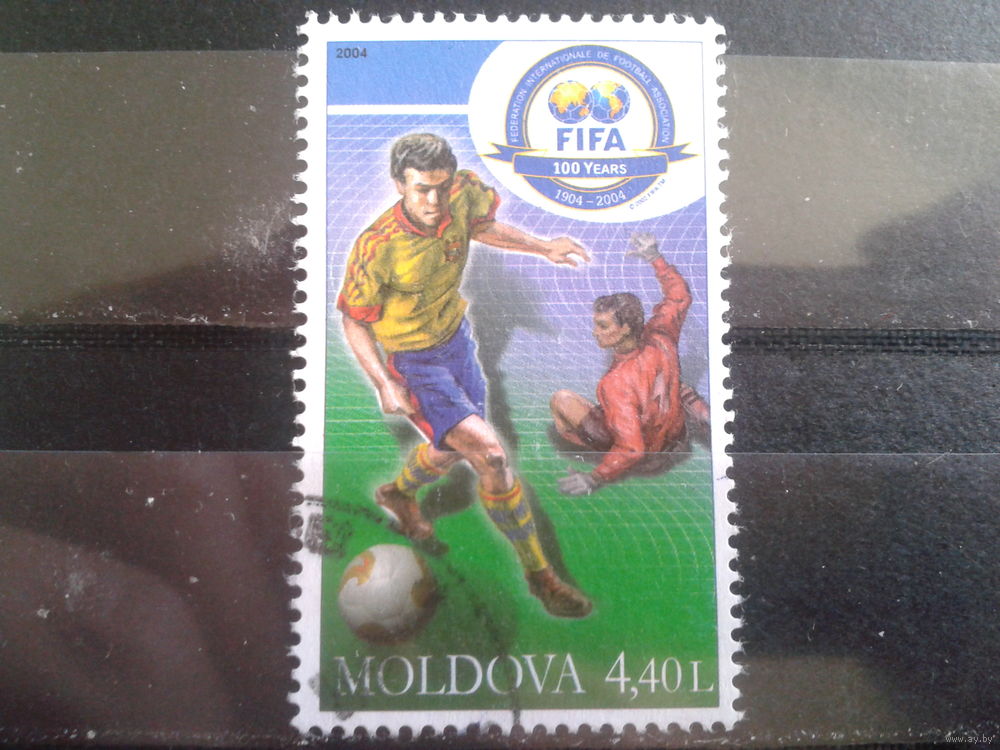 2004
FEDERATION INTERNATIONALE DE FOOTBALL ASSOCIATION
FIFA
100 YEARS
1904 - 2004
MOLDOVA 4,40 L
www.ay.by